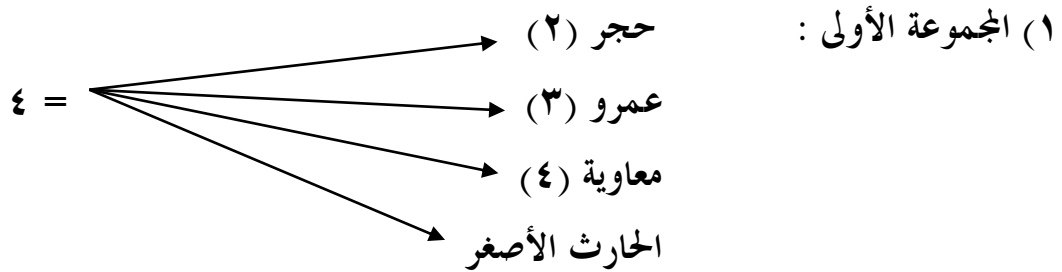 ١) المجموعة الأولى : حجر (٢)
عمرو (٣)
= ٤
معاوية (٤)
الحارث الأصغر